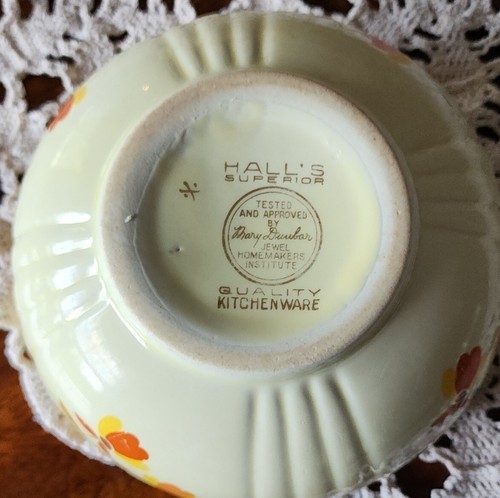 HALL'S
SUPERIOR
TESTED
AND APPROVED
BY
Mary Dunbar
JEWEL
HOMEMAKERS
INSTITUTE
QUALITY
KITCHENWARE